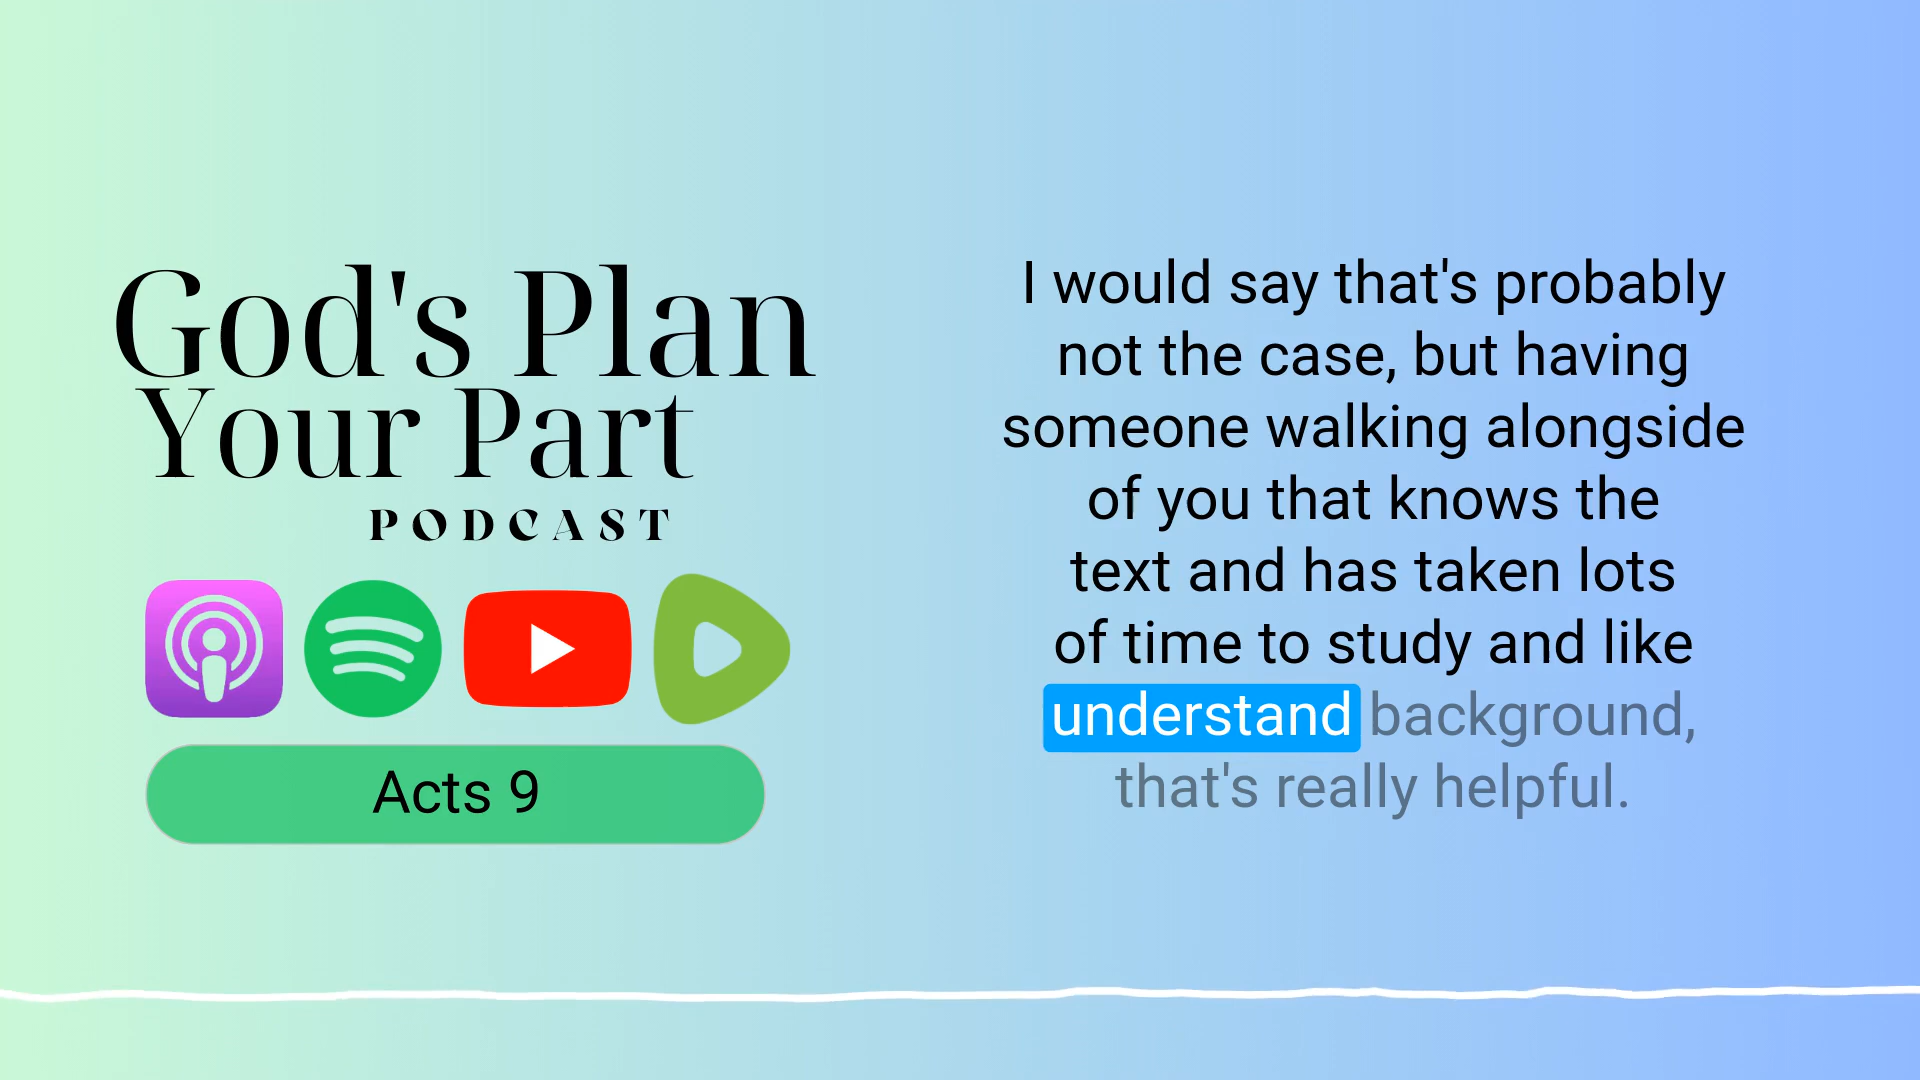 God's Plan
Your Part
PODCAST
Acts 9
I would say that's probably
not the case, but having
someone walking alongside
of you that knows the
text and has taken lots
of time to study and like
understand background,
that's really helpful.